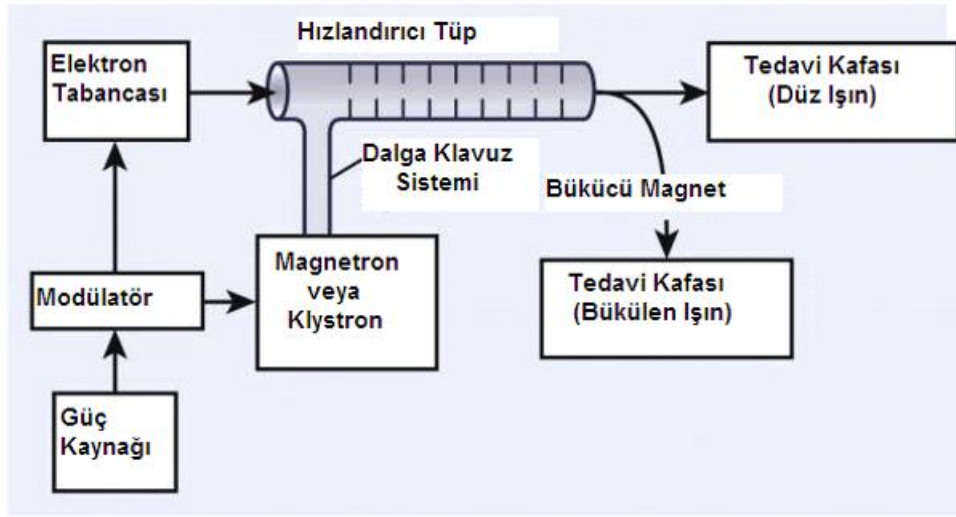 Hızlandırıcı Tüp
Elektron
Tabancası
Tedavi Kafası
(Düz Işın)
Dalga Klavuz
Sistemi
Bükücü Magnet
Magnetron
veya
Klystron
Tedavi Kafası
(Bükülen Işın)
Modülatör
Güç
Kaynağı